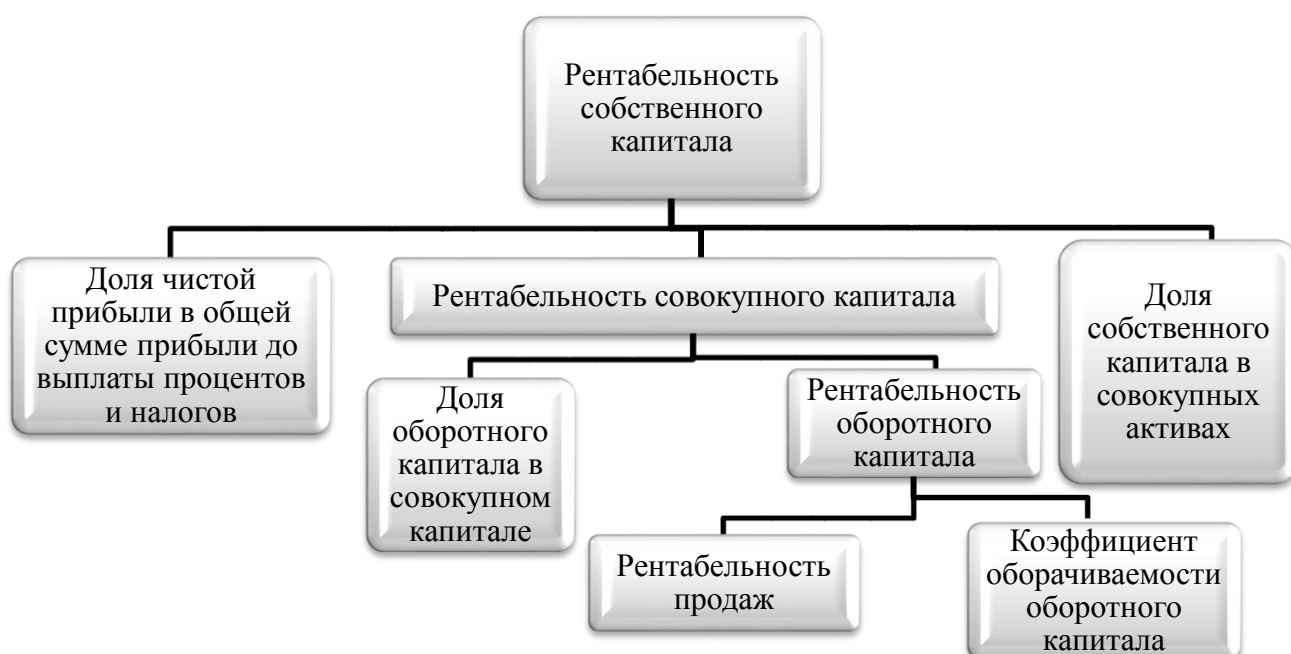 Рентабельность
собственного
капитала
Доля чистой
прибыли в общей
сумме прибыли до
выплаты процентов
и налогов
Рентабельность совокупного капитала
Доля
собственного
капитала в
совокупных
активах
Доля
оборотного
капитала в
совокупном
капитале
Рентабельность
оборотного
капитала
Рентабельность
продаж
Коэффициент
оборачиваемости
оборотного
капитала